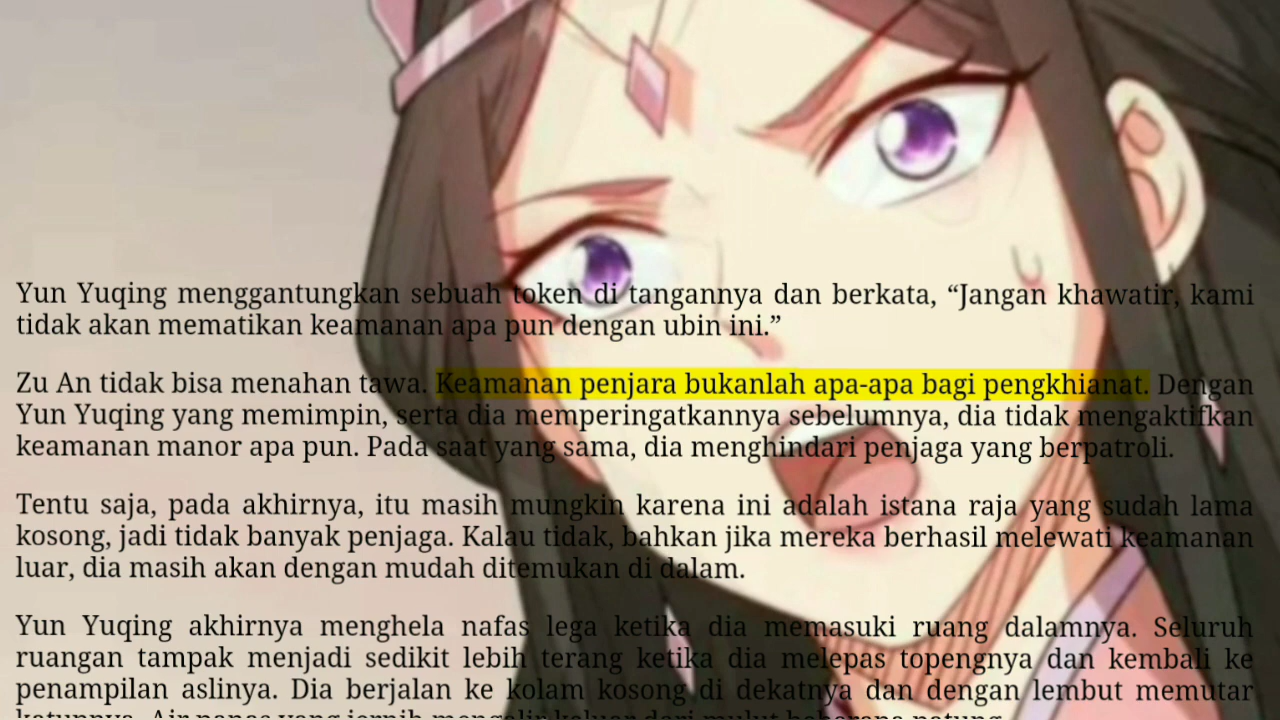 Yun Yuqing menggantungkan sebuah token di tangannya dan berkata, “Jangan khawatir, kami
tidak akan mematikan keamanan apa pun dengan ubin ini.”
Zu An tidak bisa menahan tawa. Keamanan penjara bukanlah apa-apa bagi pengkhianat. Dengan
Yun Yuqing yang memimpin, serta dia memperingatkannya sebelumnya, dia tidak mengaktifkan
keamanan manor apa pun. Pada saat yang sama, dia menghindari penjaga yang berpatroli.
Tentu saja, pada akhirnya, itu masih mungkin karena ini adalah istana raja yang sudah lama
kosong, jadi tidak banyak penjaga. Kalau tidak, bahkan jika mereka berhasil melewati keamanan
luar, dia masih akan dengan mudah ditemukan di dalam.
Yun Yuqing akhirnya menghela nafas lega ketika dia memasuki ruang dalamnya. Seluruh
ruangan tampak menjadi sedikit lebih terang ketika dia melepas topengnya dan kembali ke
penampilan aslinya. Dia berjalan ke kolam kosong di dekatnya dan dengan lembut memutar